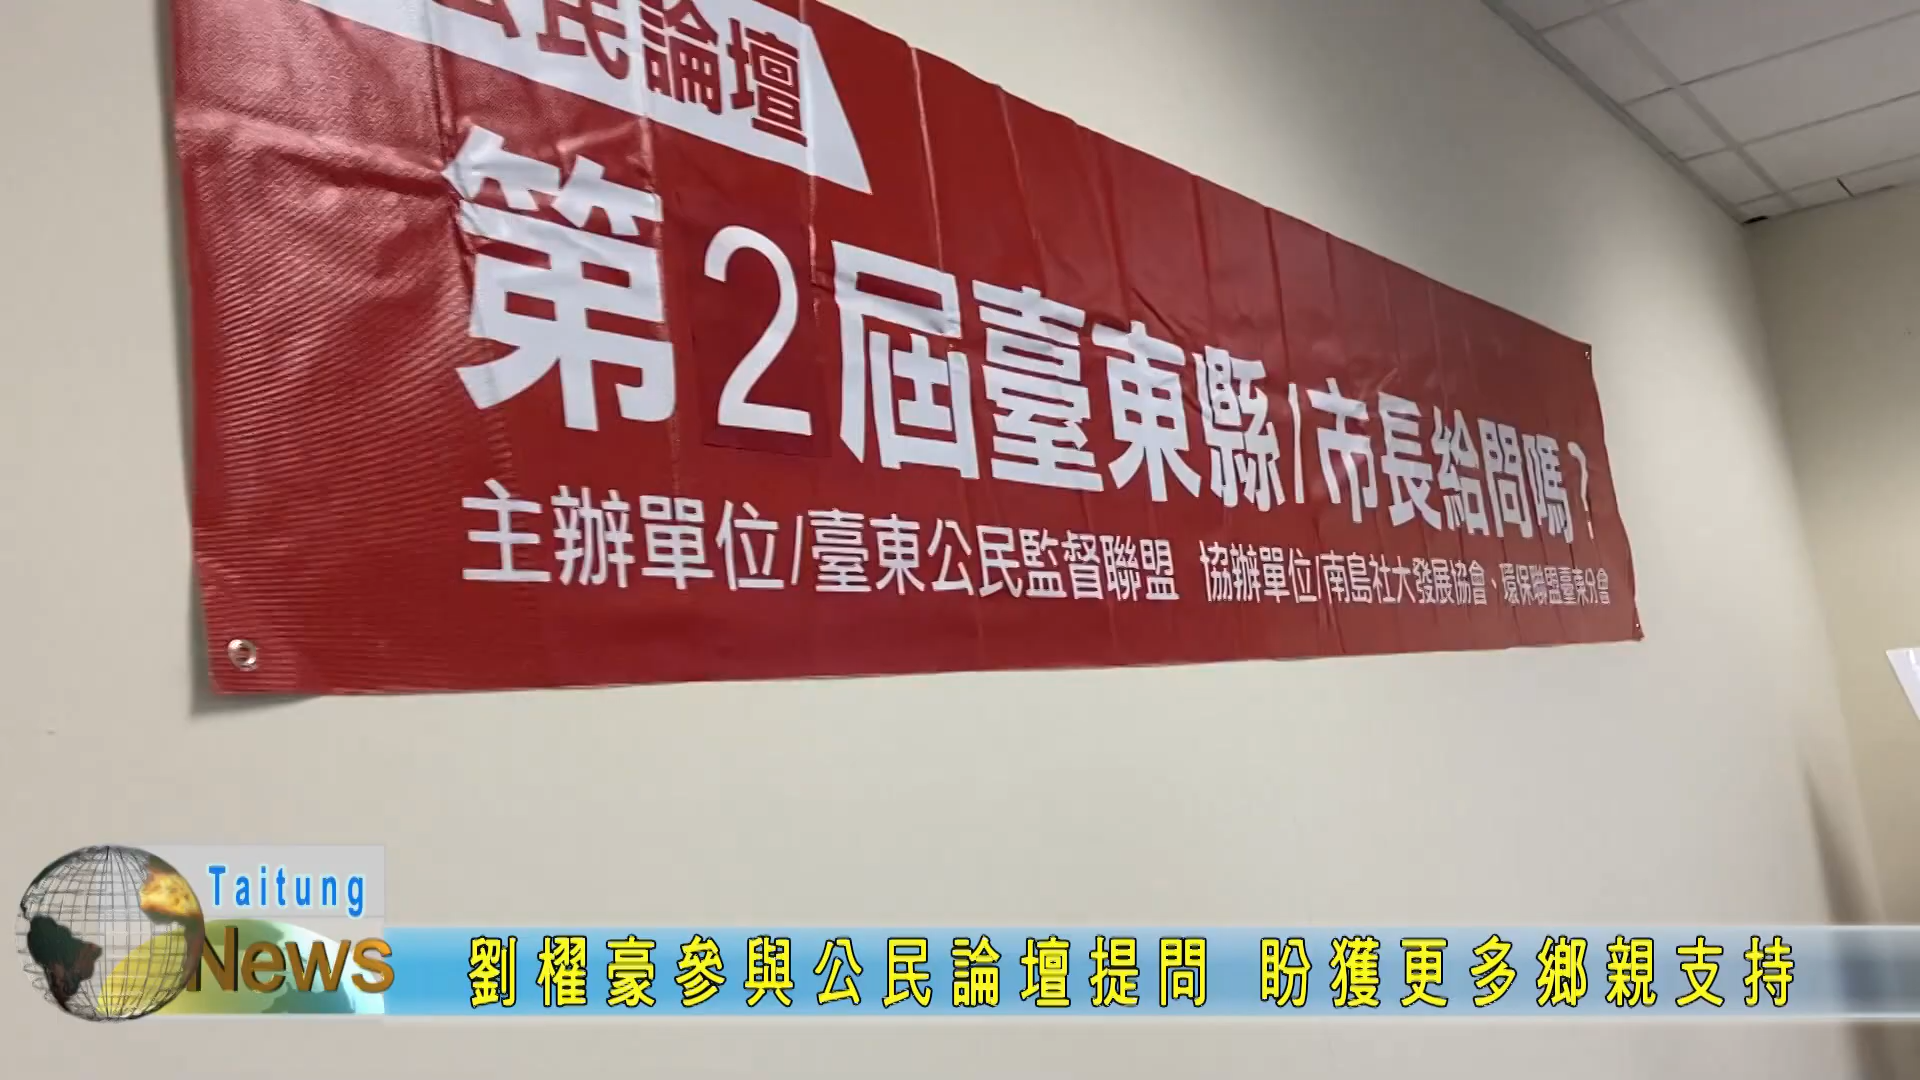 公民論壇
第2屆臺東縣/市長給問嗎？
主辦單位/臺東公民監督聯盟 協辦單位/南島社大發展協會、環保聯盟臺東分會
Taitung
News
劉櫂豪參與公民論壇提問 盼獲更多鄉親支持